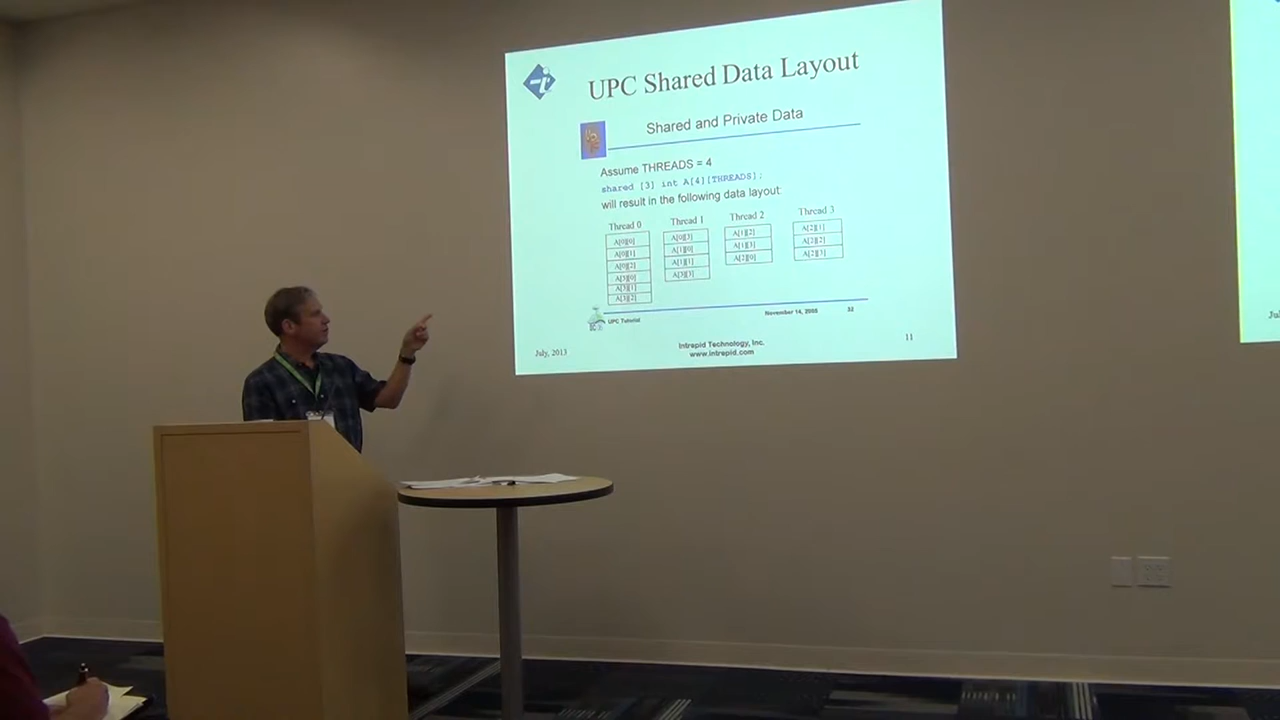 UPC Shared Data Layout
Shared and Private Data
Assume THREADS = 4
shared [3] int A[4][THREADS];
will result in the following data layout:
Thread 0 Thread 1 Thread 2 Thread 3
A[0][0] A[0][3] A[1][2] A[2][1]
A[0][1] A[1][0] A[1][3] A[2][2]
A[0][2] A[1][1] A[2][0] A[2][3]
A[3][0] A[3][3]
A[3][1]
A[3][2]
UPC Tutorial November 14, 2005 32
July, 2013 Intrepid Technology, Inc. 11
www.intrepid.com